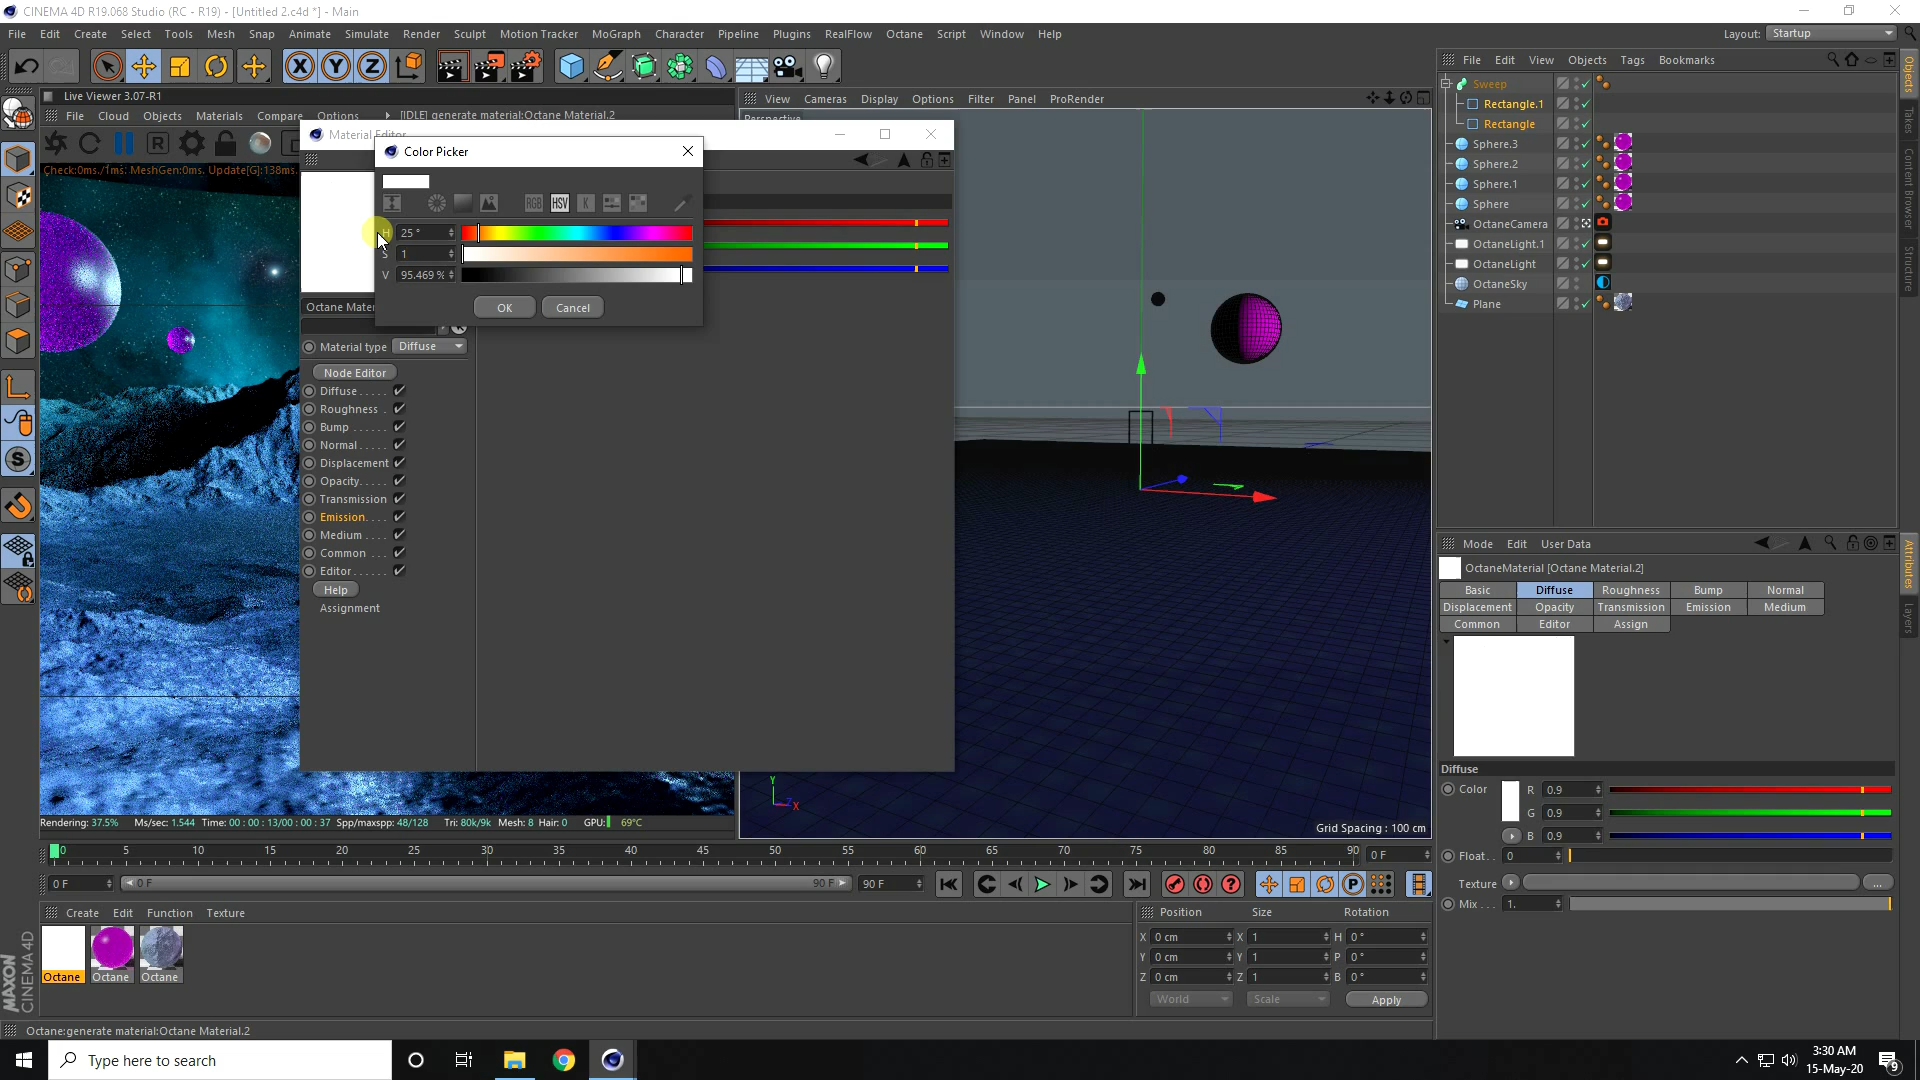 CINEMA 4D R19.068 Studio (RC - R19) - [Untitled 2.c4d *] - Main
File Edit Create Select Tools Mesh Snap Animate Simulate Render Sculpt Motion Tracker MoGraph Character Pipeline Plugins RealFlow Octane Script Window Help
Layout: Startup
Live Viewer 3.07-R1
File Cloud Objects Materials Compare Options [IDLE] generate material:Octane Material.2
Check:0ms./1ms. MeshGen:0ms. Update[G]:138ms.
Material Editor
Color Picker
RGB HSV K
H 25 °
S 1
V 95.469 %
OK Cancel
Octane Mater
Material type Diffuse
Node Editor
Diffuse
Roughness
Bump
Normal
Displacement
Opacity
Transmission
Emission
Medium
Common
Editor
Help
Assignment
Rendering: 37.5% Ms/sec: 1.544 Time: 00 : 00 : 13/00 : 00 : 37 Spp/maxspp: 48/128 Tri: 80k/9k Mesh: 8 Hair: 0 GPU: 69°C
View Cameras Display Options Filter Panel ProRender
Perspective
Y
X
Grid Spacing : 100 cm
File Edit View Objects Tags Bookmarks
Sweep
Rectangle.1
Rectangle
Sphere.3
Sphere.2
Sphere.1
Sphere
OctaneCamera
OctaneLight.1
OctaneLight
OctaneSky
Plane
Objects
Takes
Content Browser
Structure
Mode Edit User Data
OctaneMaterial [Octane Material.2]
Basic Diffuse Roughness Bump Normal
Displacement Opacity Transmission Emission Medium
Common Editor Assign
Diffuse
Color R 0.9
G 0.9
B 0.9
Float 0
Texture ...
Mix 1.
Attributes
Layers
0 5 10 15 20 25 30 35 40 45 50 55 60 65 70 75 80 85 90 0 F
0 F 0 F 90 F 90 F
Create Edit Function Texture
Octane Octane Octane
Position Size Rotation
X 0 cm X 1 H 0 °
Y 0 cm Y 1 P 0 °
Z 0 cm Z 1 B 0 °
World Scale Apply
MAXON
CINEMA 4D
Octane:generate material:Octane Material.2
Type here to search
3:30 AM
15-May-20
9